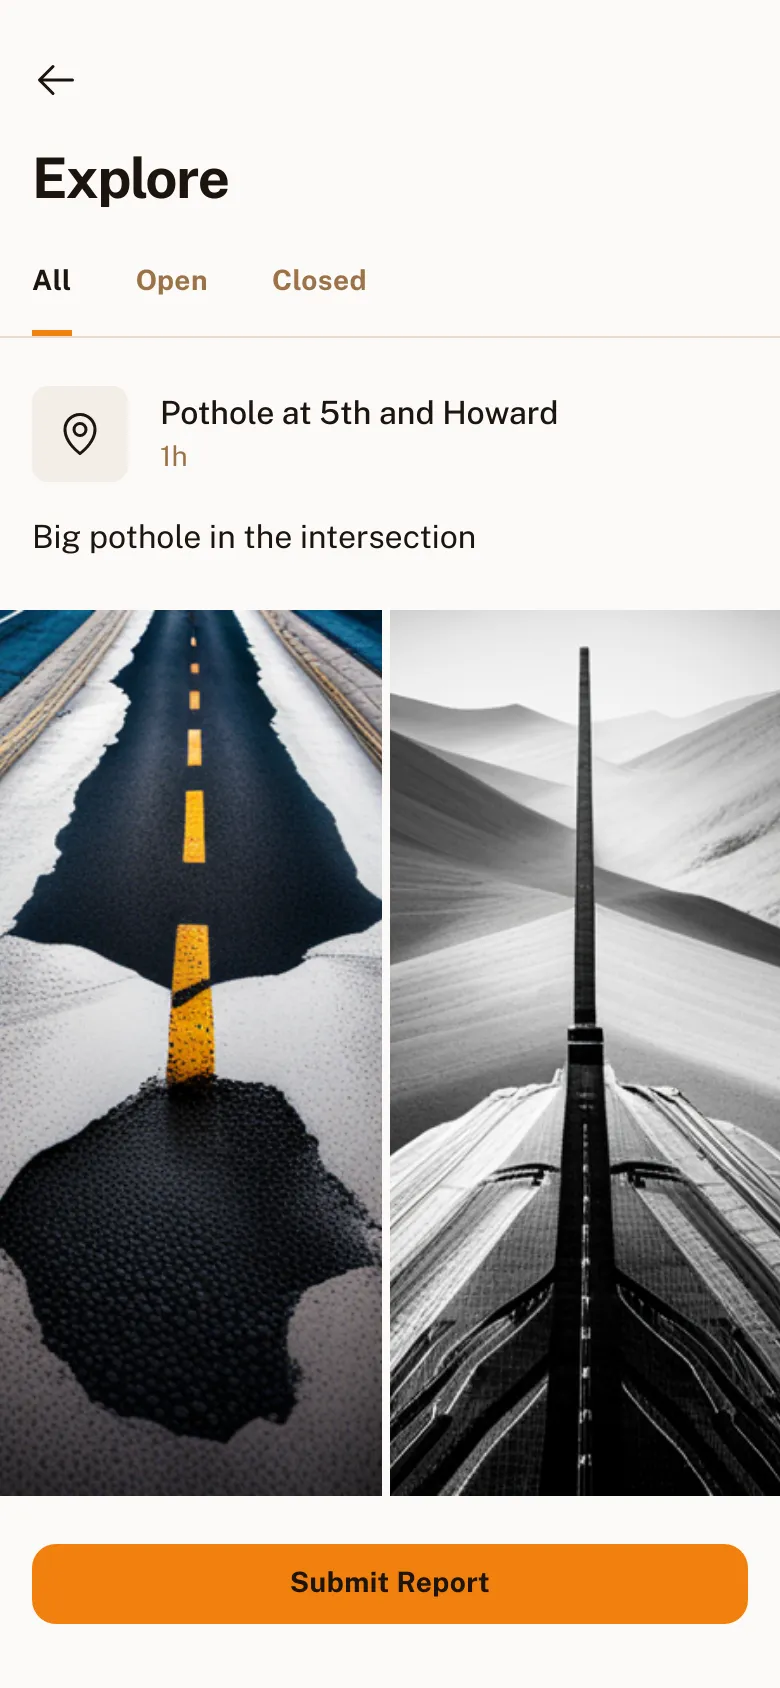 Explore
All Open Closed
Pothole at 5th and Howard
1h
Big pothole in the intersection
Submit Report